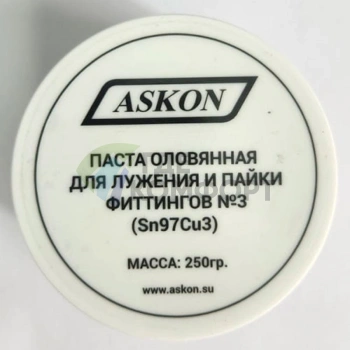 ASKON
ПАСТА ОЛОВЯННАЯ
ДЛЯ ЛУЖЕНИЯ И ПАЙКИ
ФИТТИНГОВ №3
(Sn97Cu3)
МАССА: 250гр.
www.askon.su